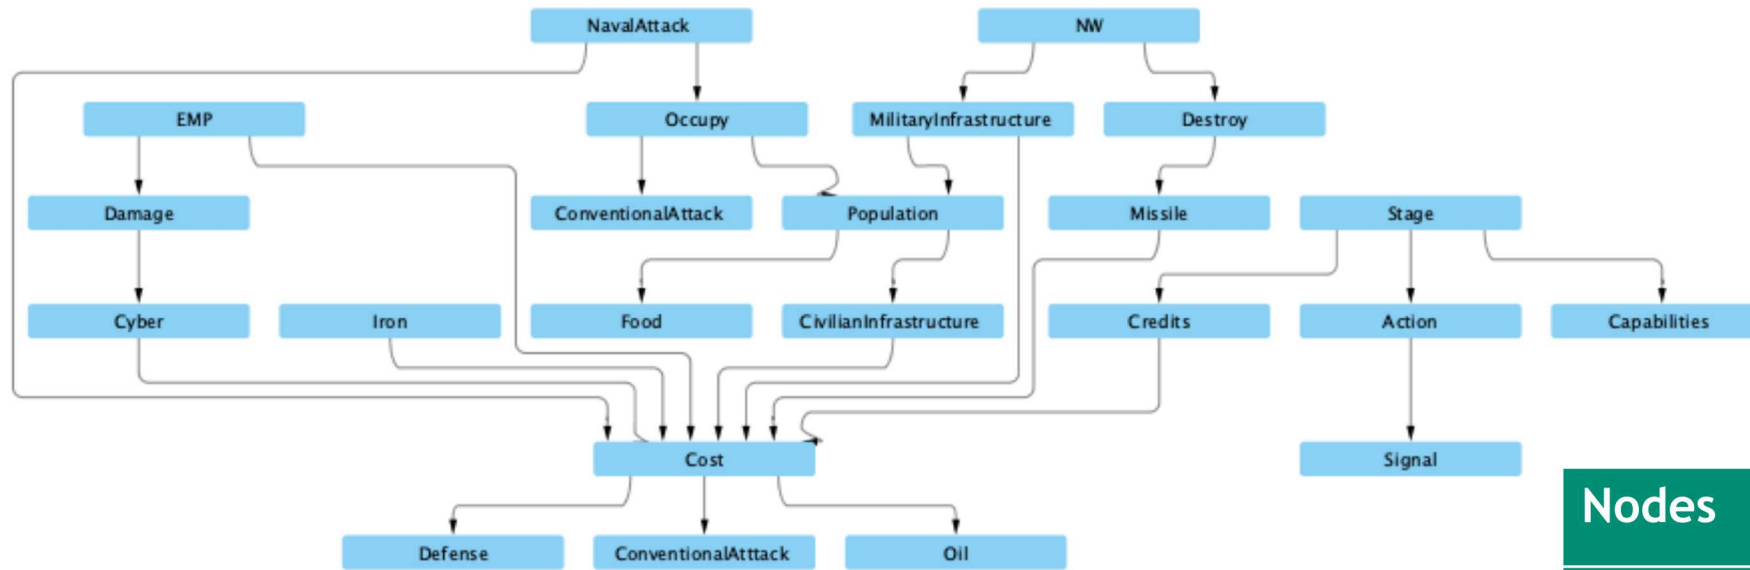 NavalAttack
NW
EMP
Occupy
MilitaryInfrastructure
Destroy
Damage
ConventionalAttack
Population
Missile
Stage
Cyber
Iron
Food
CivilianInfrastructure
Credits
Action
Capabilities
Cost
Signal
Nodes
Defense
ConventionalAtttack
Oil